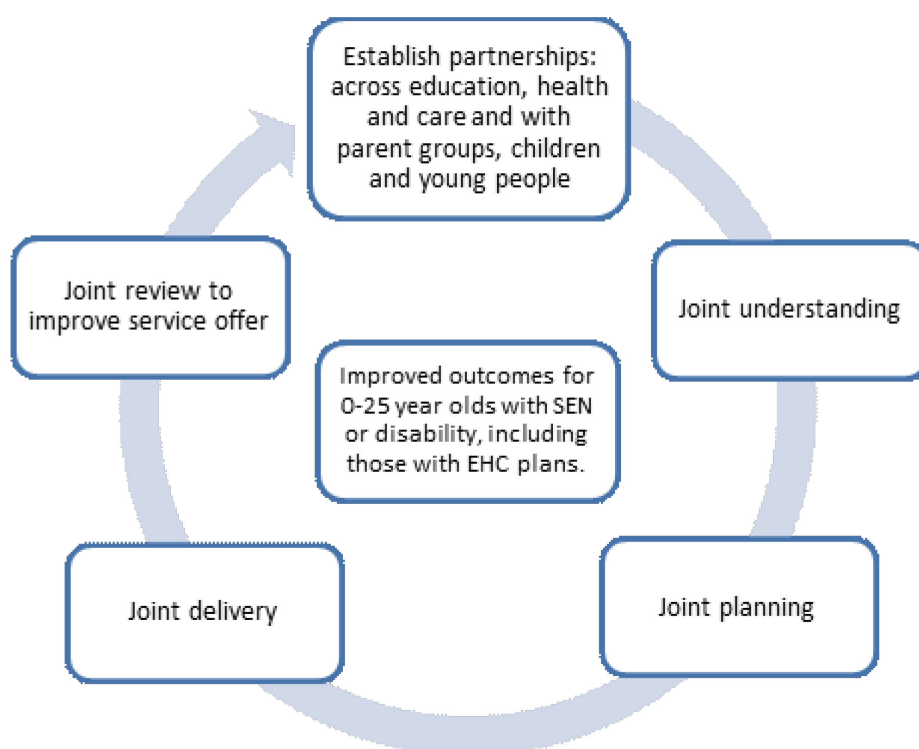 Establish partnerships:
across education, health
and care and with
parent groups, children
and young people
Joint understanding
Joint planning
Joint delivery
Joint review to
improve service offer
Improved outcomes for
0-25 year olds with SEN
or disability, including
those with EHC plans.